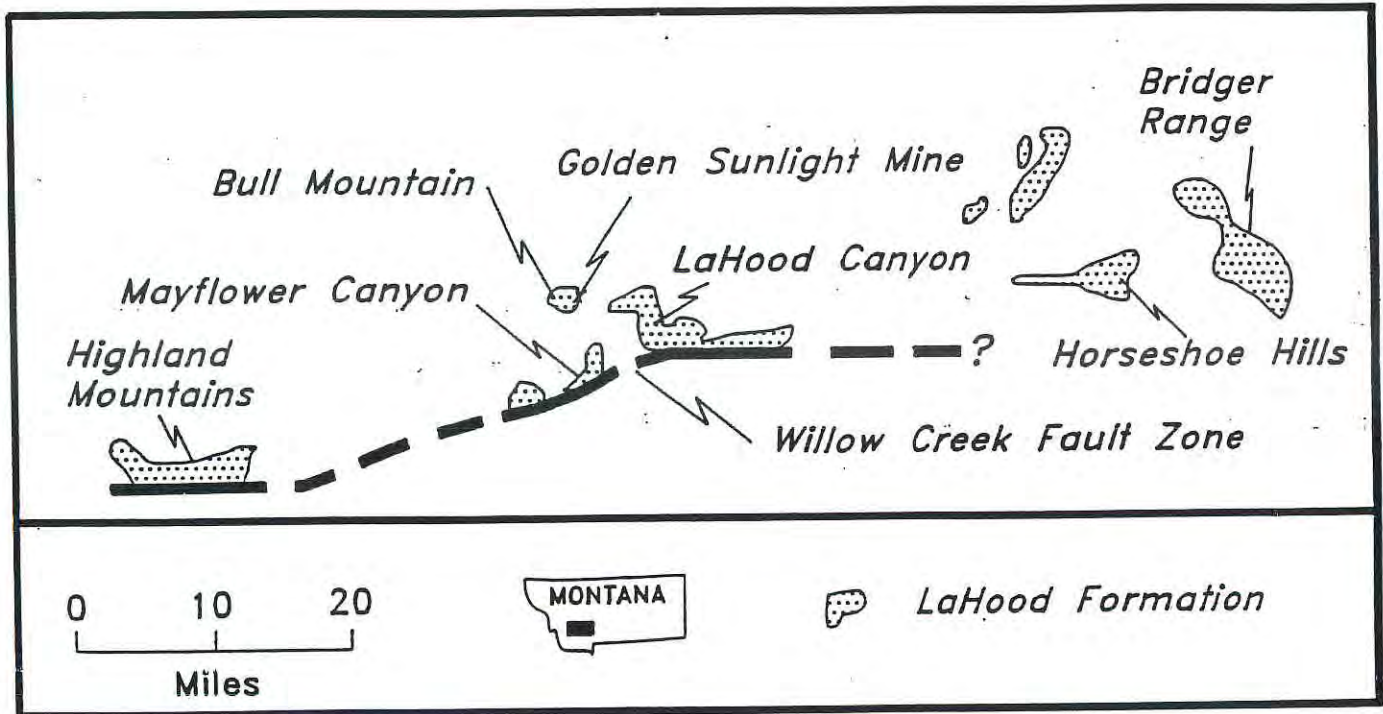 Bridger
Range
Golden Sunlight Mine
Bull Mountain
LaHood Canyon
Mayflower Canyon
Highland
Mountains
?
Horseshoe Hills
Willow Creek Fault Zone
0 10 20
Miles
MONTANA
LaHood Formation